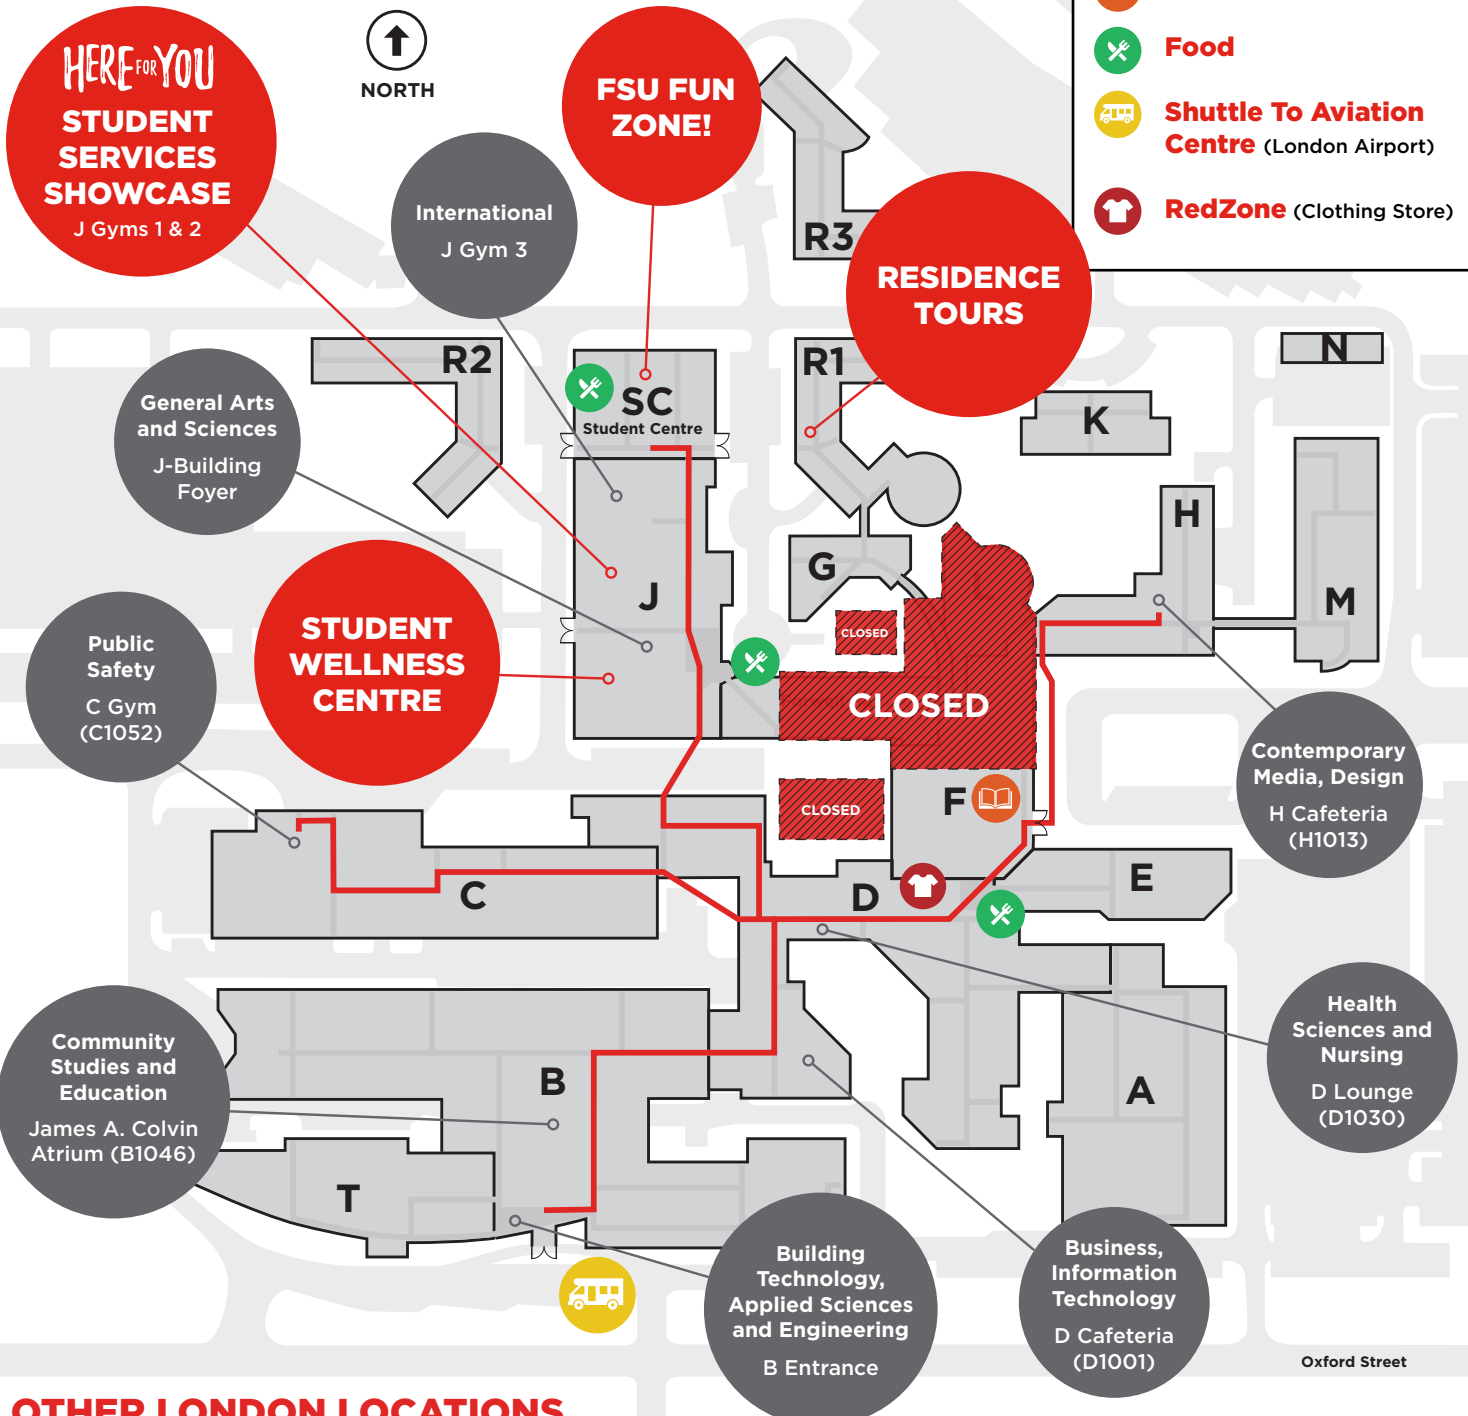 HERE FOR YOU
STUDENT
SERVICES
SHOWCASE
J Gyms 1 & 2
NORTH
FSU FUN
ZONE!
Food
Shuttle To Aviation
Centre (London Airport)
RedZone (Clothing Store)
International
J Gym 3
R3
RESIDENCE
TOURS
R2
SC
Student Centre
R1
N
K
General Arts
and Sciences
J-Building
Foyer
H
G
J
M
CLOSED
STUDENT
WELLNESS
CENTRE
Public
Safety
C Gym
(C1052)
CLOSED
Contemporary
Media, Design
H Cafeteria
(H1013)
CLOSED
F
C
D
E
Health
Sciences and
Nursing
D Lounge
(D1030)
Community
Studies and
Education
James A. Colvin
Atrium (B1046)
B
A
T
Building
Technology,
Applied Sciences
and Engineering
B Entrance
Business,
Information
Technology
D Cafeteria
(D1001)
Oxford Street
OTHER LONDON LOCATIONS